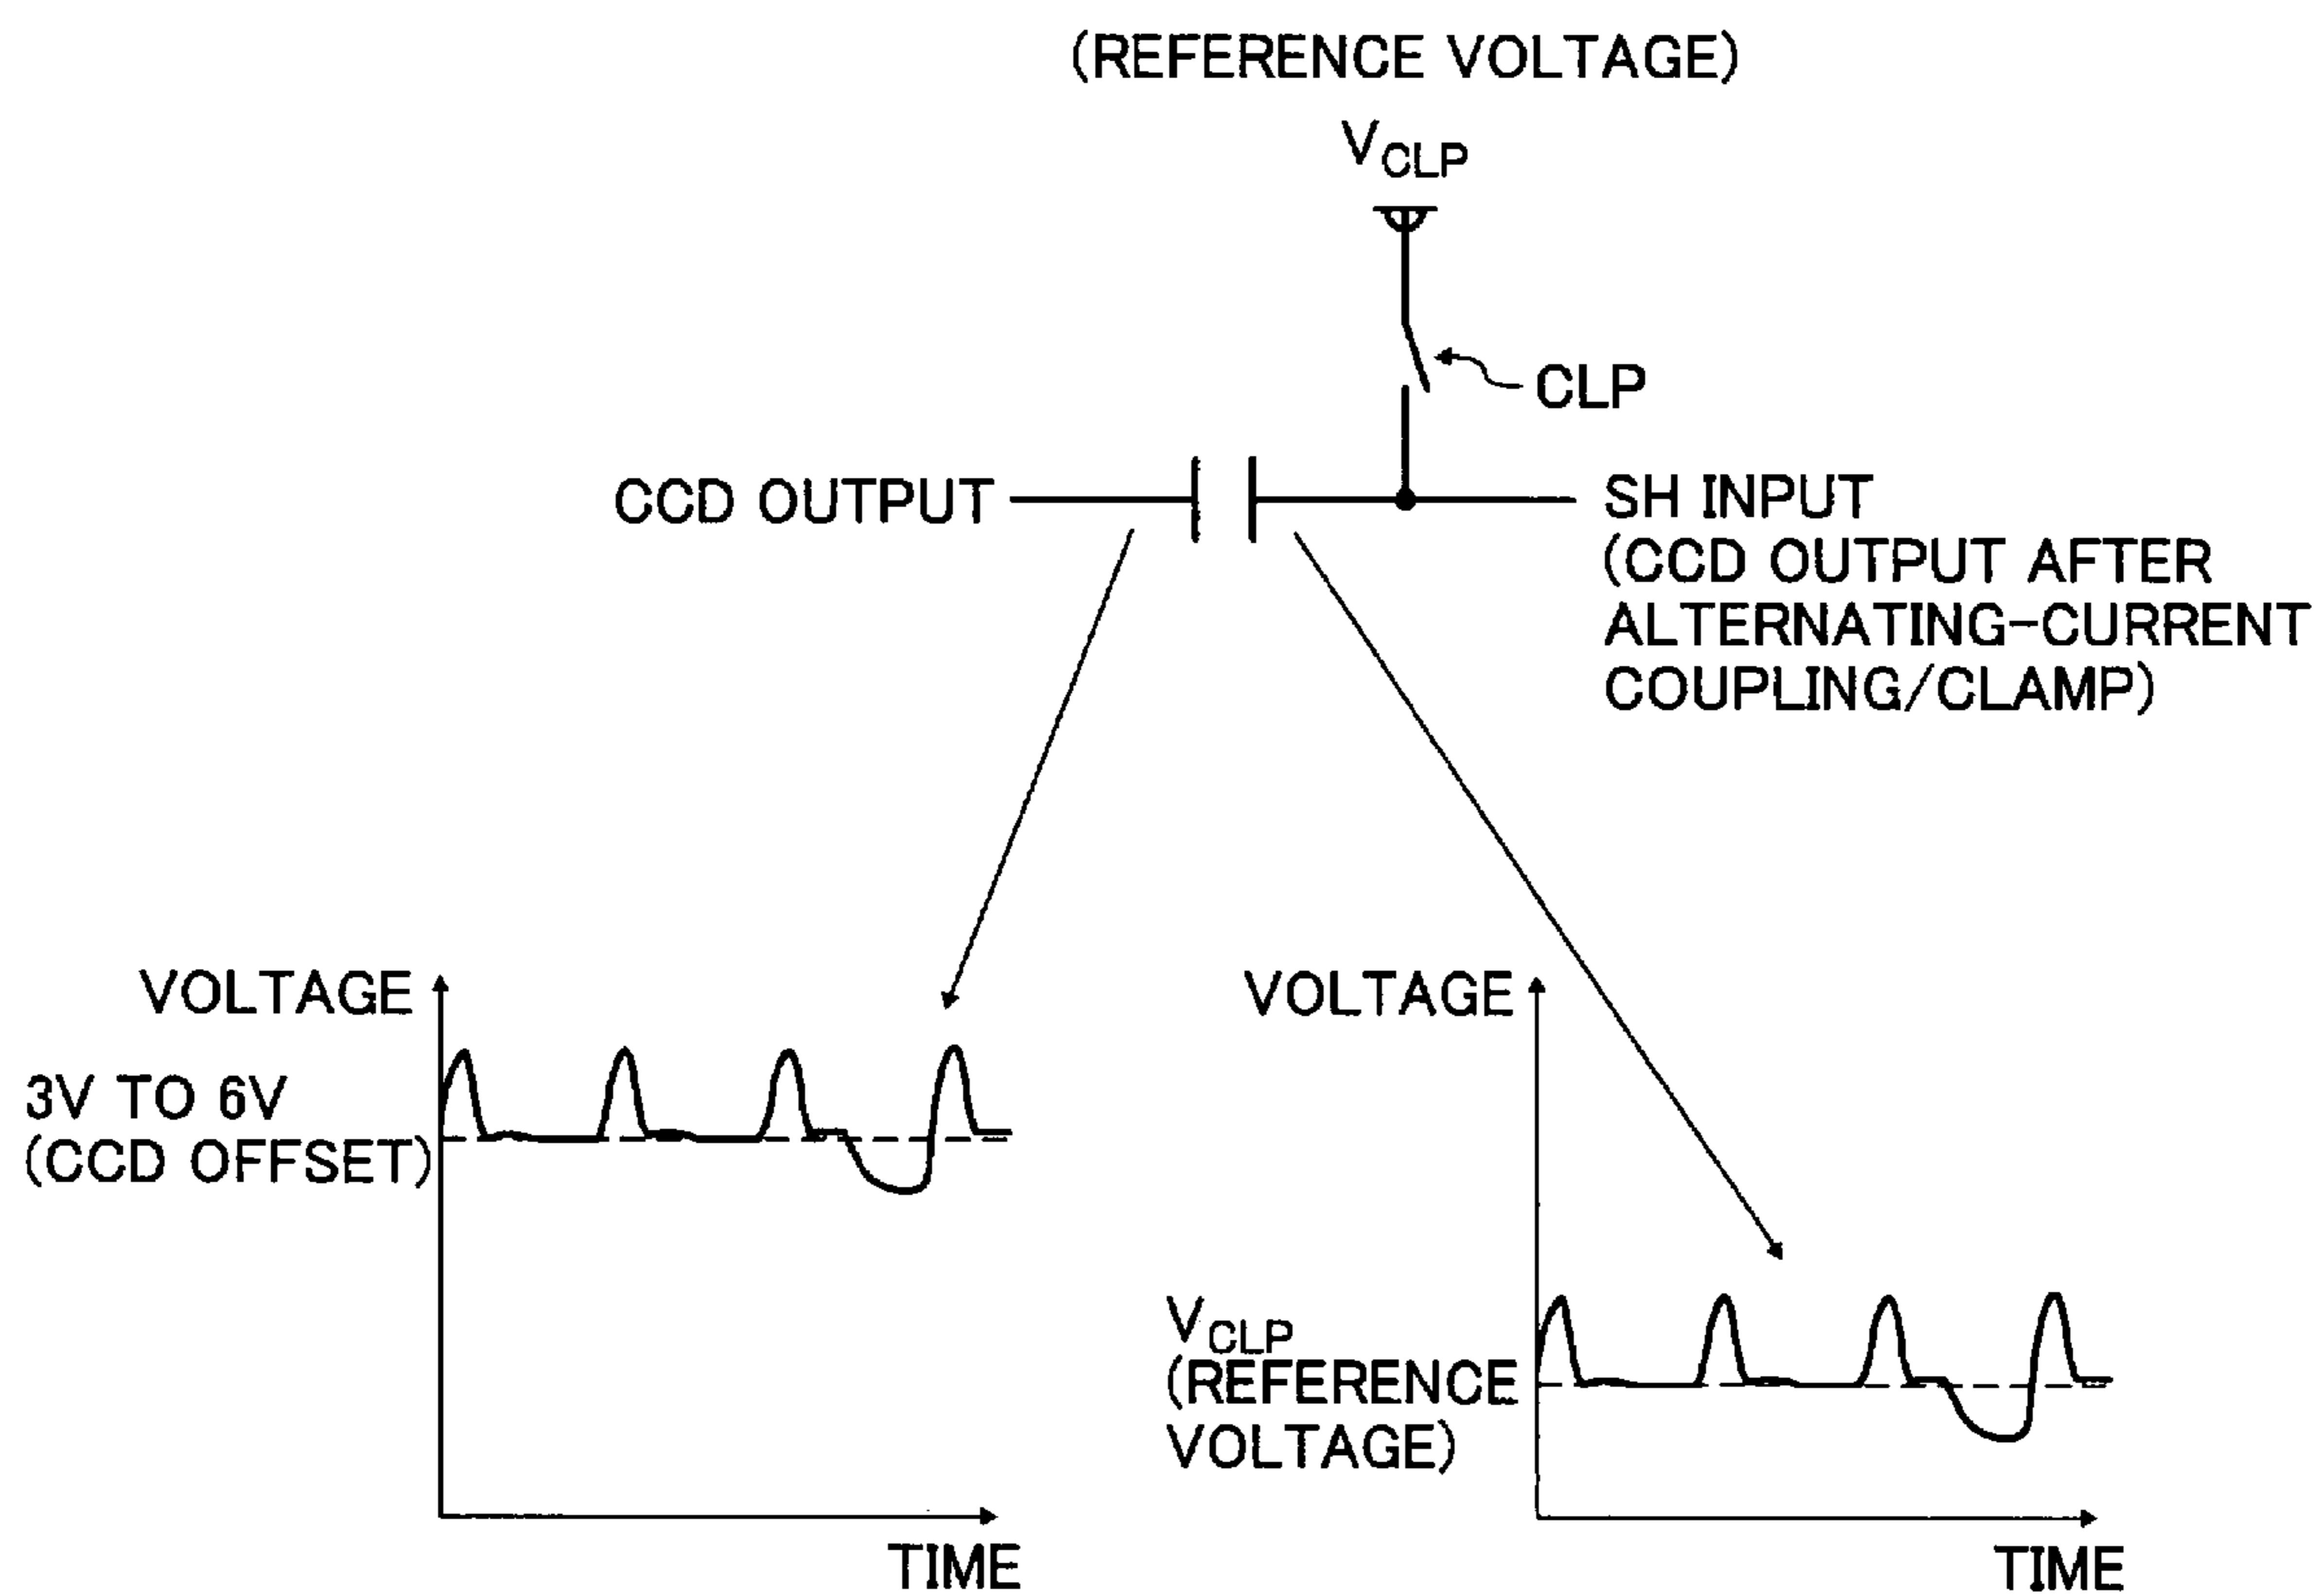 (REFERENCE VOLTAGE)
VCLP
CLP
CCD OUTPUT
SH INPUT
(CCD OUTPUT AFTER
ALTERNATING-CURRENT
COUPLING/CLAMP)
VOLTAGE
3V TO 6V
(CCD OFFSET)
TIME
VOLTAGE
VCLP
(REFERENCE
VOLTAGE)
TIME